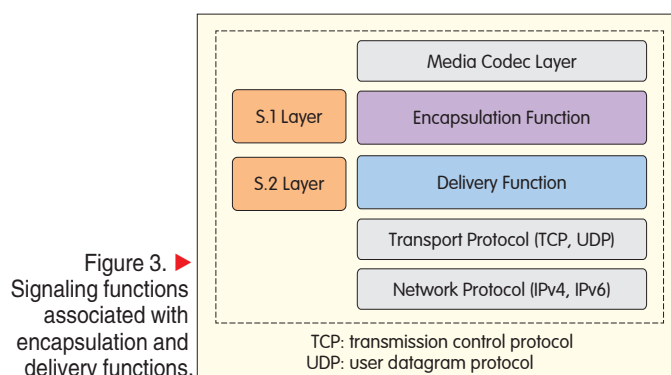 Media Codec Layer
S.1 Layer
Encapsulation Function
S.2 Layer
Delivery Function
Transport Protocol (TCP, UDP)
Network Protocol (IPv4, IPv6)
TCP: transmission control protocol
UDP: user datagram protocol
Figure 3. ▶
Signaling functions
associated with
encapsulation and
delivery functions.